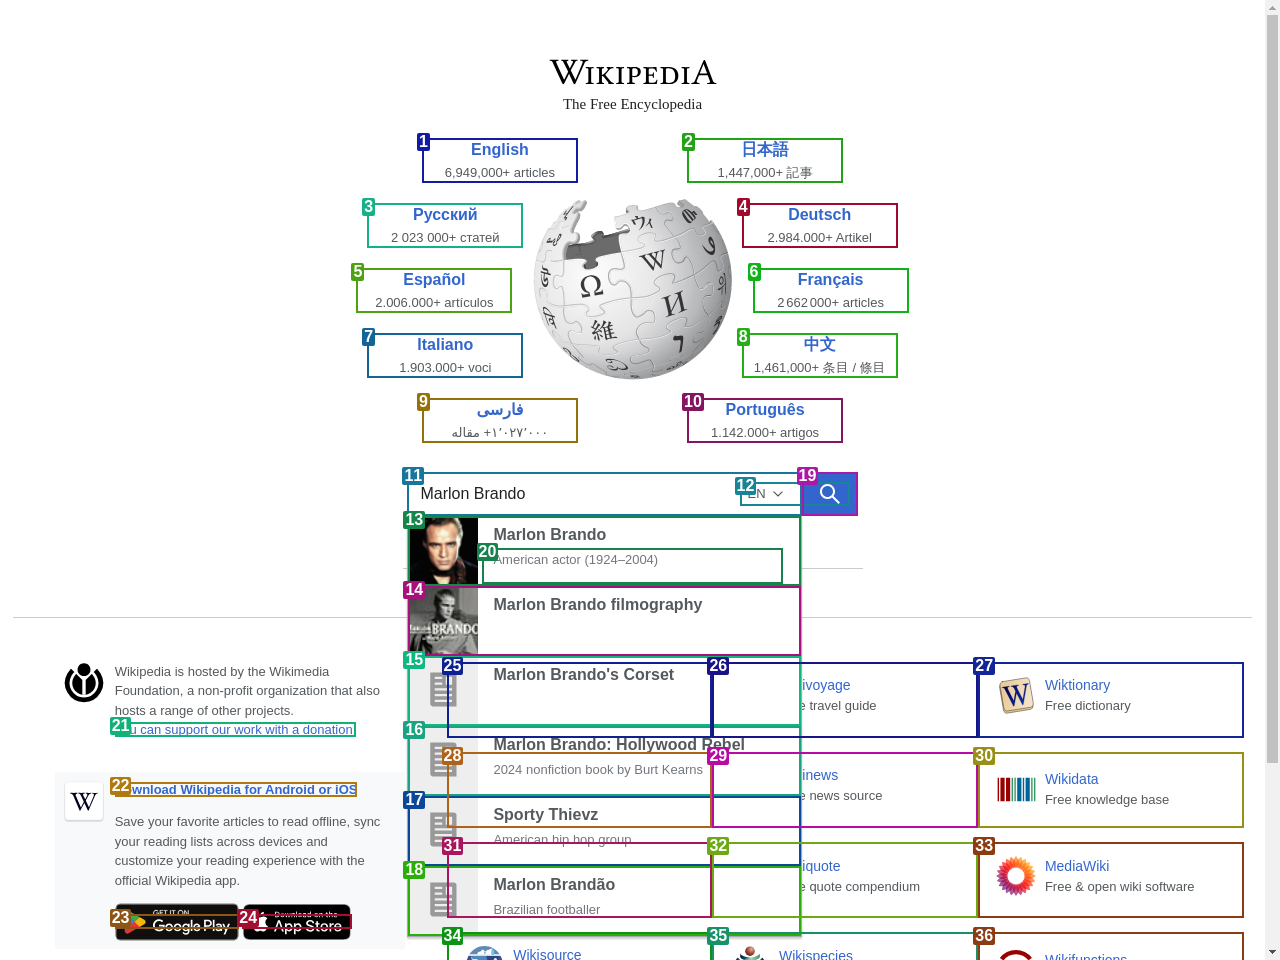 WIKIPEDIA
The Free Encyclopedia
1
English
6,949,000+ articles
2
日本語
1,447,000+ 記事
3
Русский
2 023 000+ статей
4
Deutsch
2.984.000+ Artikel
5
Español
2.006.000+ artículos
6
Français
2 662 000+ articles
7
Italiano
1.903.000+ voci
8
中文
1,461,000+ 条目 / 條目
9
فارسی
۱٬۰۲۷٬۰۰۰+ مقاله
10
Português
1.142.000+ artigos
11
Marlon Brando
12
EN
19
13
Marlon Brando
20
American actor (1924–2004)
14
Marlon Brando filmography
BRANDO
15
Marlon Brando's Corset
16
Marlon Brando: Hollywood Rebel
2024 nonfiction book by Burt Kearns
17
Sporty Thievz
American hip hop group
18
Marlon Brandão
Brazilian footballer
Wikipedia is hosted by the Wikimedia
Foundation, a non-profit organization that also
hosts a range of other projects.
21
u can support our work with a donation.
22
wnload Wikipedia for Android or iOS
Save your favorite articles to read offline, sync
your reading lists across devices and
customize your reading experience with the
official Wikipedia app.
23
GET IT ON
Google Play
24
Download on the
App Store
25
26
ivoyage
e travel guide
27
Wiktionary
Free dictionary
28
29
inews
e news source
30
Wikidata
Free knowledge base
31
32
iquote
e quote compendium
33
MediaWiki
Free & open wiki software
34
Wikisource
35
Wikispecies
36
Wikifunctions